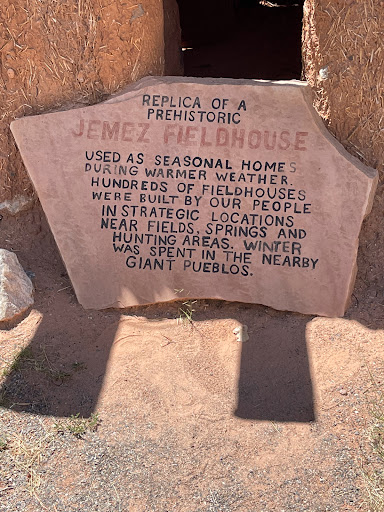 REPLICA OF A
PREHISTORIC
JEMEZ FIELDHOUSE
USED AS SEASONAL HOMES
DURING WARMER WEATHER.
HUNDREDS OF FIELDHOUSES
WERE BUILT BY OUR PEOPLE
IN STRATEGIC LOCATIONS
NEAR FIELDS, SPRINGS AND
HUNTING AREAS. WINTER
WAS SPENT IN THE NEARBY
GIANT PUEBLOS.